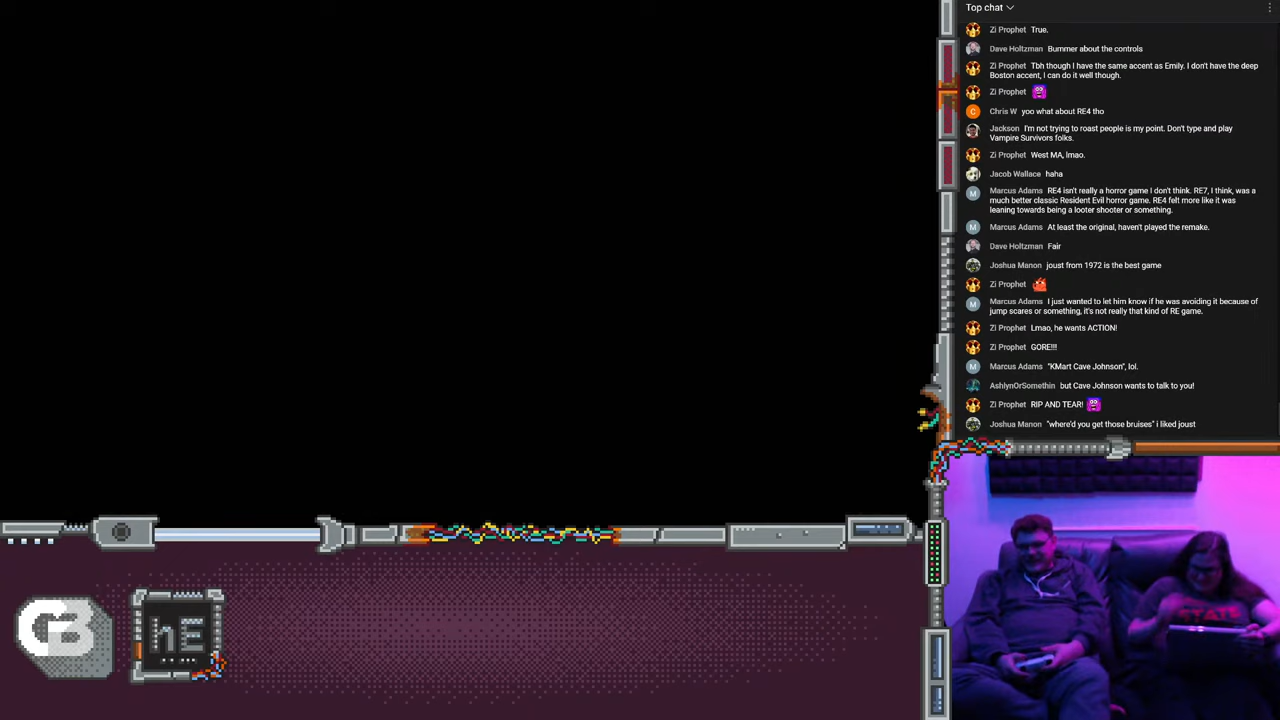 Top chat
Zi Prophet True.
Dave Holtzman Bummer about the controls
Zi Prophet Tbh though I have the same accent as Emily. I don't have the deep
Boston accent, I can do it well though.
Zi Prophet
Chris W yoo what about RE4 tho
Jackson I'm not trying to roast people is my point. Don't type and play
Vampire Survivors folks.
Zi Prophet West MA, lmao.
Jacob Wallace haha
Marcus Adams RE4 isn't really a horror game I don't think. RE7, I think, was a
much better classic Resident Evil horror game. RE4 felt more like it was
leaning towards being a looter shooter or something.
Marcus Adams At least the original, haven't played the remake.
Dave Holtzman Fair
Joshua Manon joust from 1972 is the best game
Zi Prophet
Marcus Adams I just wanted to let him know if he was avoiding it because of
jump scares or something, it's not really that kind of RE game.
Zi Prophet Lmao, he wants ACTION!
Zi Prophet GORE!!!
Marcus Adams "KMart Cave Johnson", lol.
AshlynOrSomethin but Cave Johnson wants to talk to you!
Zi Prophet RIP AND TEAR!
Joshua Manon "where'd you get those bruises" i liked joust
C
M
M
M
M
GB
hE
STATE